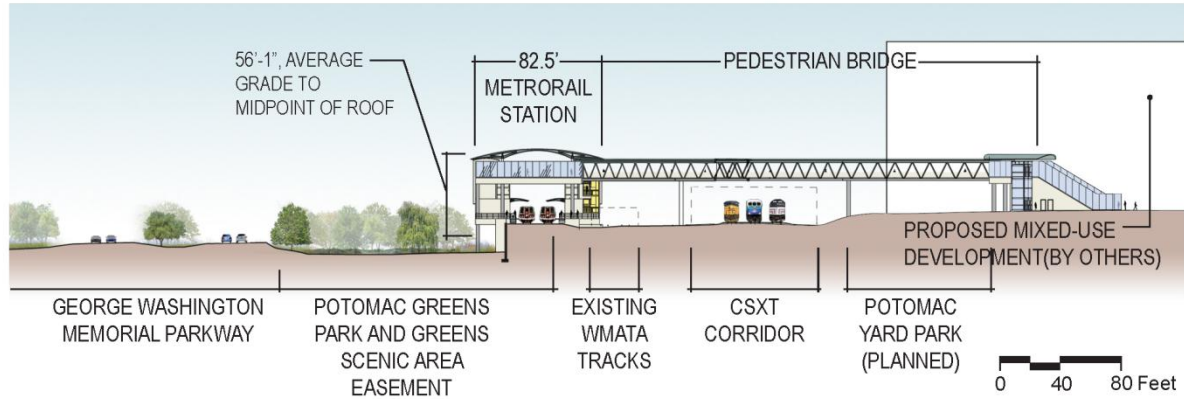 56’-1”, AVERAGE
GRADE TO
MIDPOINT OF ROOF
82.5’
METRORAIL
STATION
PEDESTRIAN BRIDGE
PROPOSED MIXED-USE
DEVELOPMENT(BY OTHERS)
GEORGE WASHINGTON
MEMORIAL PARKWAY
POTOMAC GREENS
PARK AND GREENS
SCENIC AREA
EASEMENT
EXISTING
WMATA
TRACKS
CSXT
CORRIDOR
POTOMAC
YARD PARK
(PLANNED)
0 40 80 Feet